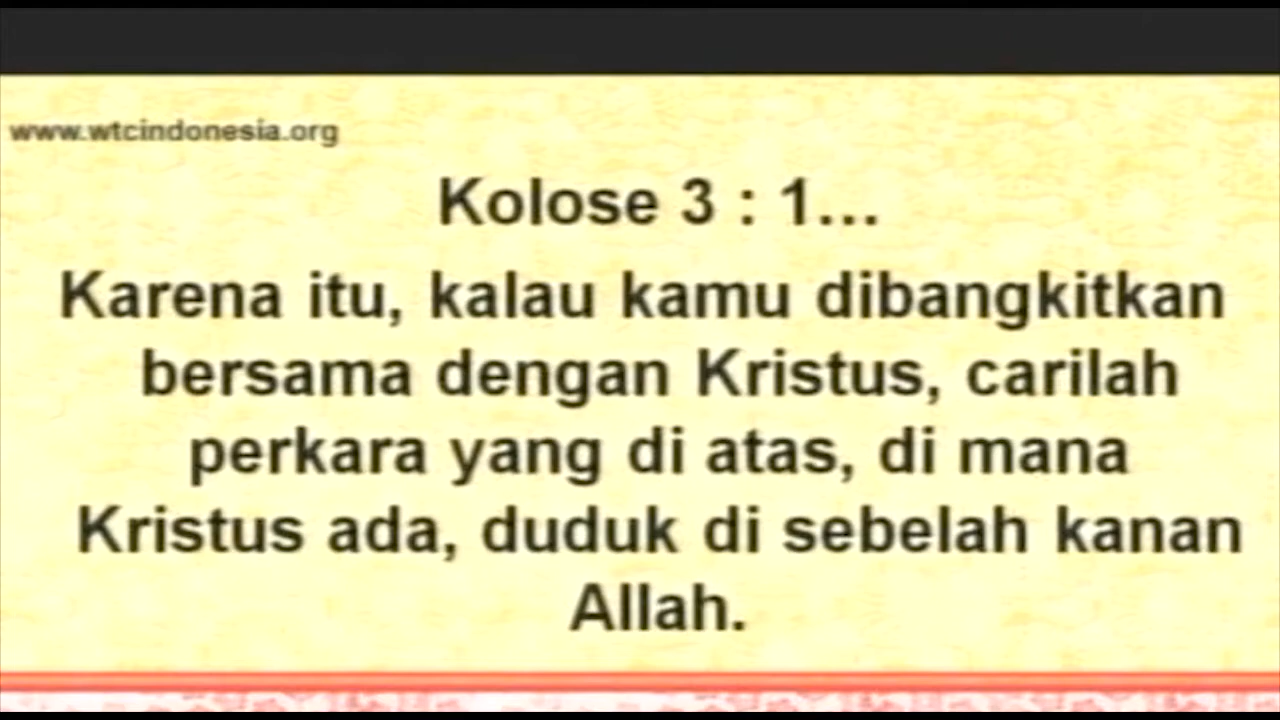 www.wtcindonesia.org
Kolose 3 : 1...
Karena itu, kalau kamu dibangkitkan
bersama dengan Kristus, carilah
perkara yang di atas, di mana
Kristus ada, duduk di sebelah kanan
Allah.